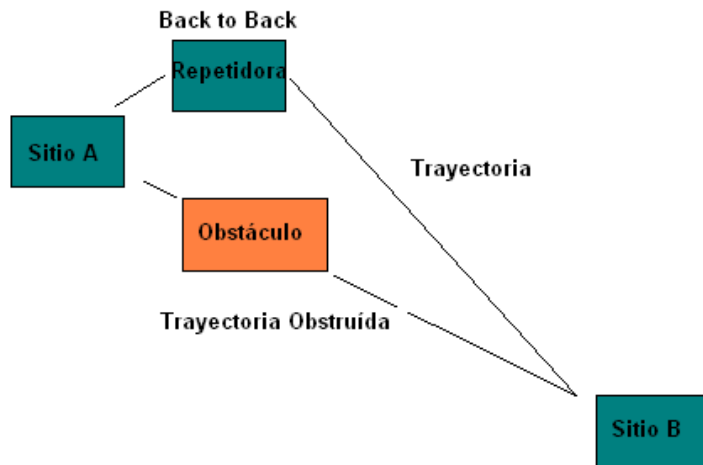 Back to Back
Repetidora
Sitio A
Trayectoria
Obstáculo
Trayectoria Obstruída
Sitio B